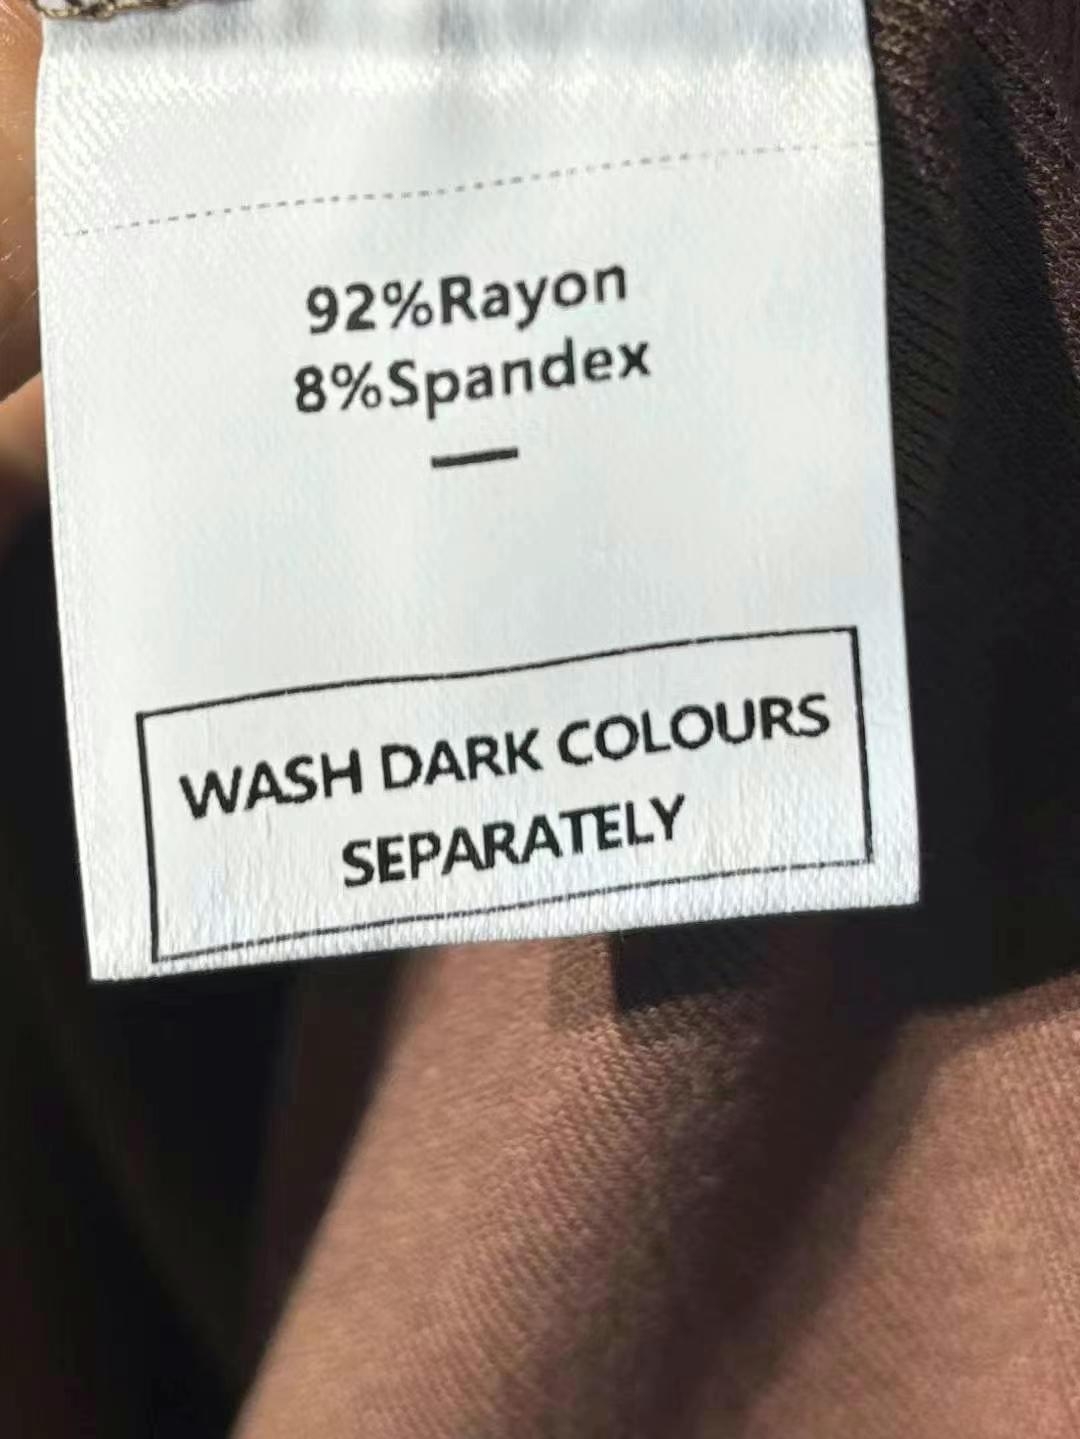 92%Rayon
8%Spandex
WASH DARK COLOURS
SEPARATELY